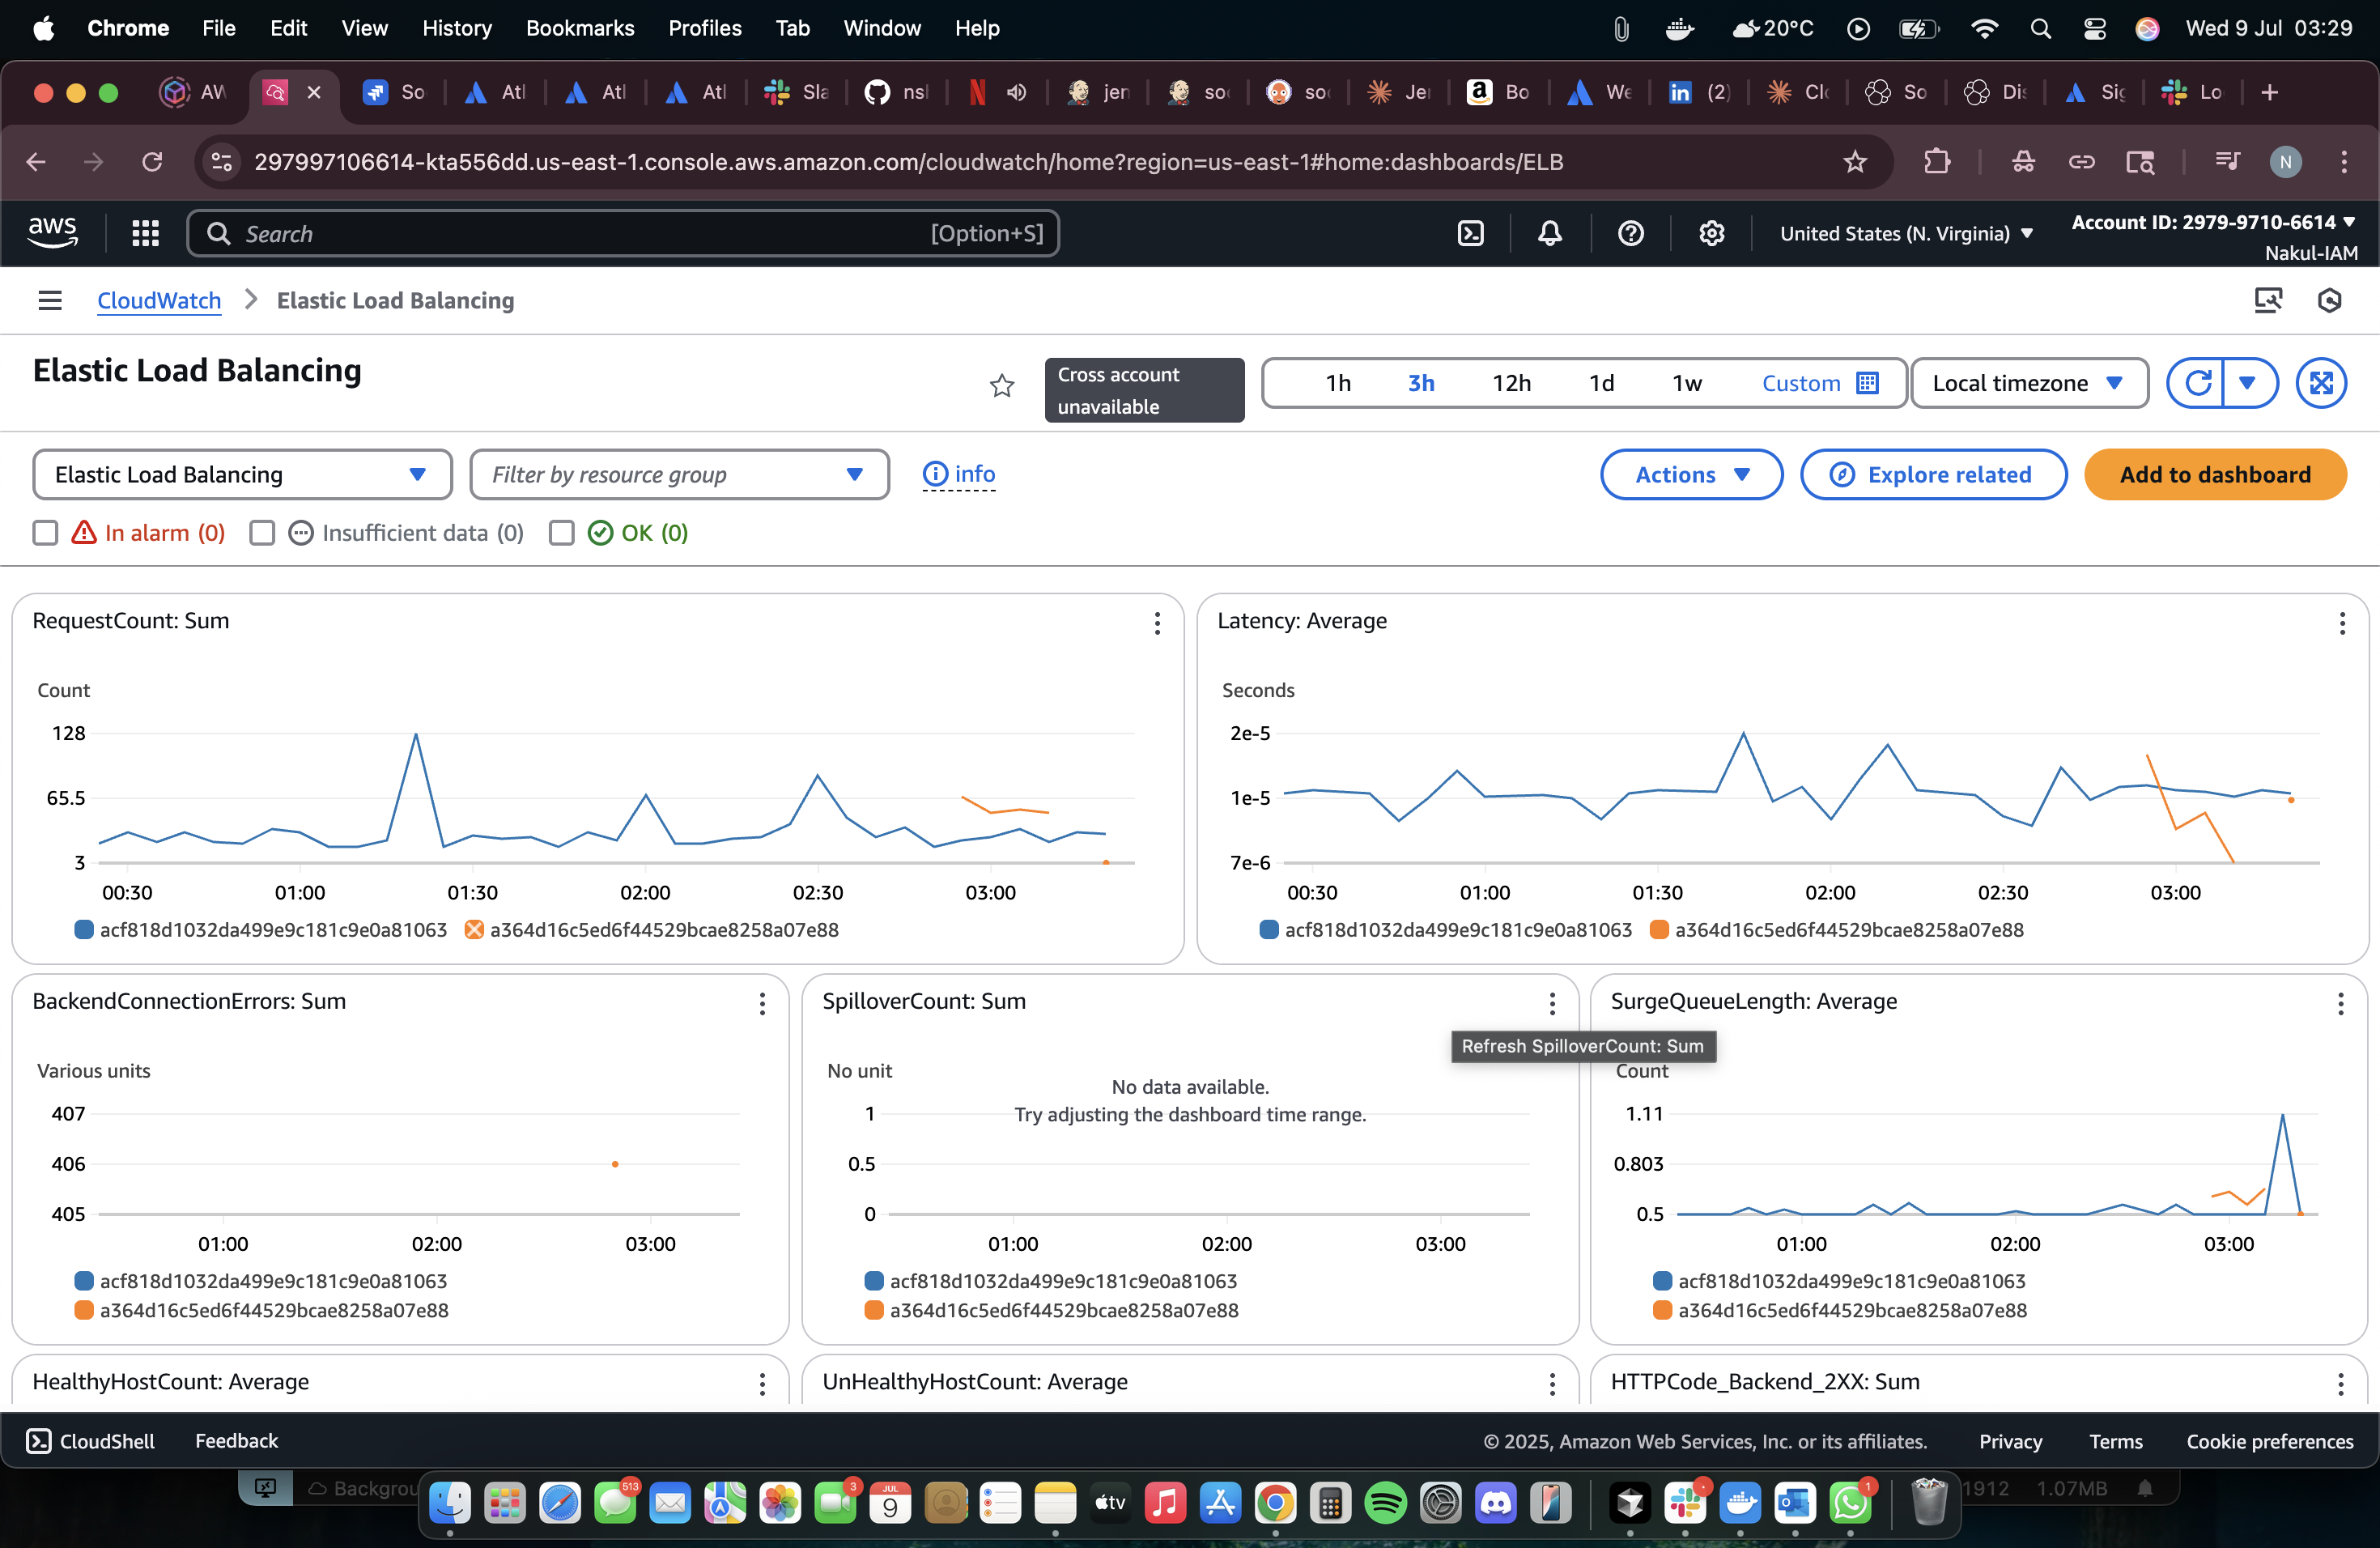 Chrome File Edit View History Bookmarks Profiles Tab Window Help 20°C Wed 9 Jul 03:29
AW So Atl Atl Atl Sla nsl jen so so Jer Bo We (2) Clo So Dis Sig Lo
297997106614-kta556dd.us-east-1.console.aws.amazon.com/cloudwatch/home?region=us-east-1#home:dashboards/ELB N
aws Search [Option+S] United States (N. Virginia) Account ID: 2979-9710-6614
Nakul-IAM
CloudWatch Elastic Load Balancing
Elastic Load Balancing Cross account unavailable 1h 3h 12h 1d 1w Custom Local timezone
Elastic Load Balancing Filter by resource group info Actions Explore related Add to dashboard
In alarm (0) Insufficient data (0) OK (0)
RequestCount: Sum
Count
128
65.5
3
00:30 01:00 01:30 02:00 02:30 03:00
acf818d1032da499e9c181c9e0a81063 a364d16c5ed6f44529bcae8258a07e88
Latency: Average
Seconds
2e-5
1e-5
7e-6
00:30 01:00 01:30 02:00 02:30 03:00
acf818d1032da499e9c181c9e0a81063 a364d16c5ed6f44529bcae8258a07e88
BackendConnectionErrors: Sum
Various units
407
406
405
01:00 02:00 03:00
acf818d1032da499e9c181c9e0a81063
a364d16c5ed6f44529bcae8258a07e88
SpilloverCount: Sum
Refresh SpilloverCount: Sum
No unit
No data available.
Try adjusting the dashboard time range.
1
0.5
0
01:00 02:00 03:00
acf818d1032da499e9c181c9e0a81063
a364d16c5ed6f44529bcae8258a07e88
SurgeQueueLength: Average
Count
1.11
0.803
0.5
01:00 02:00 03:00
acf818d1032da499e9c181c9e0a81063
a364d16c5ed6f44529bcae8258a07e88
HealthyHostCount: Average
UnHealthyHostCount: Average
HTTPCode_Backend_2XX: Sum
CloudShell Feedback © 2025, Amazon Web Services, Inc. or its affiliates. Privacy Terms Cookie preferences
Backgrou 513 3 JUL 9 tv 1 1912 1.07MB